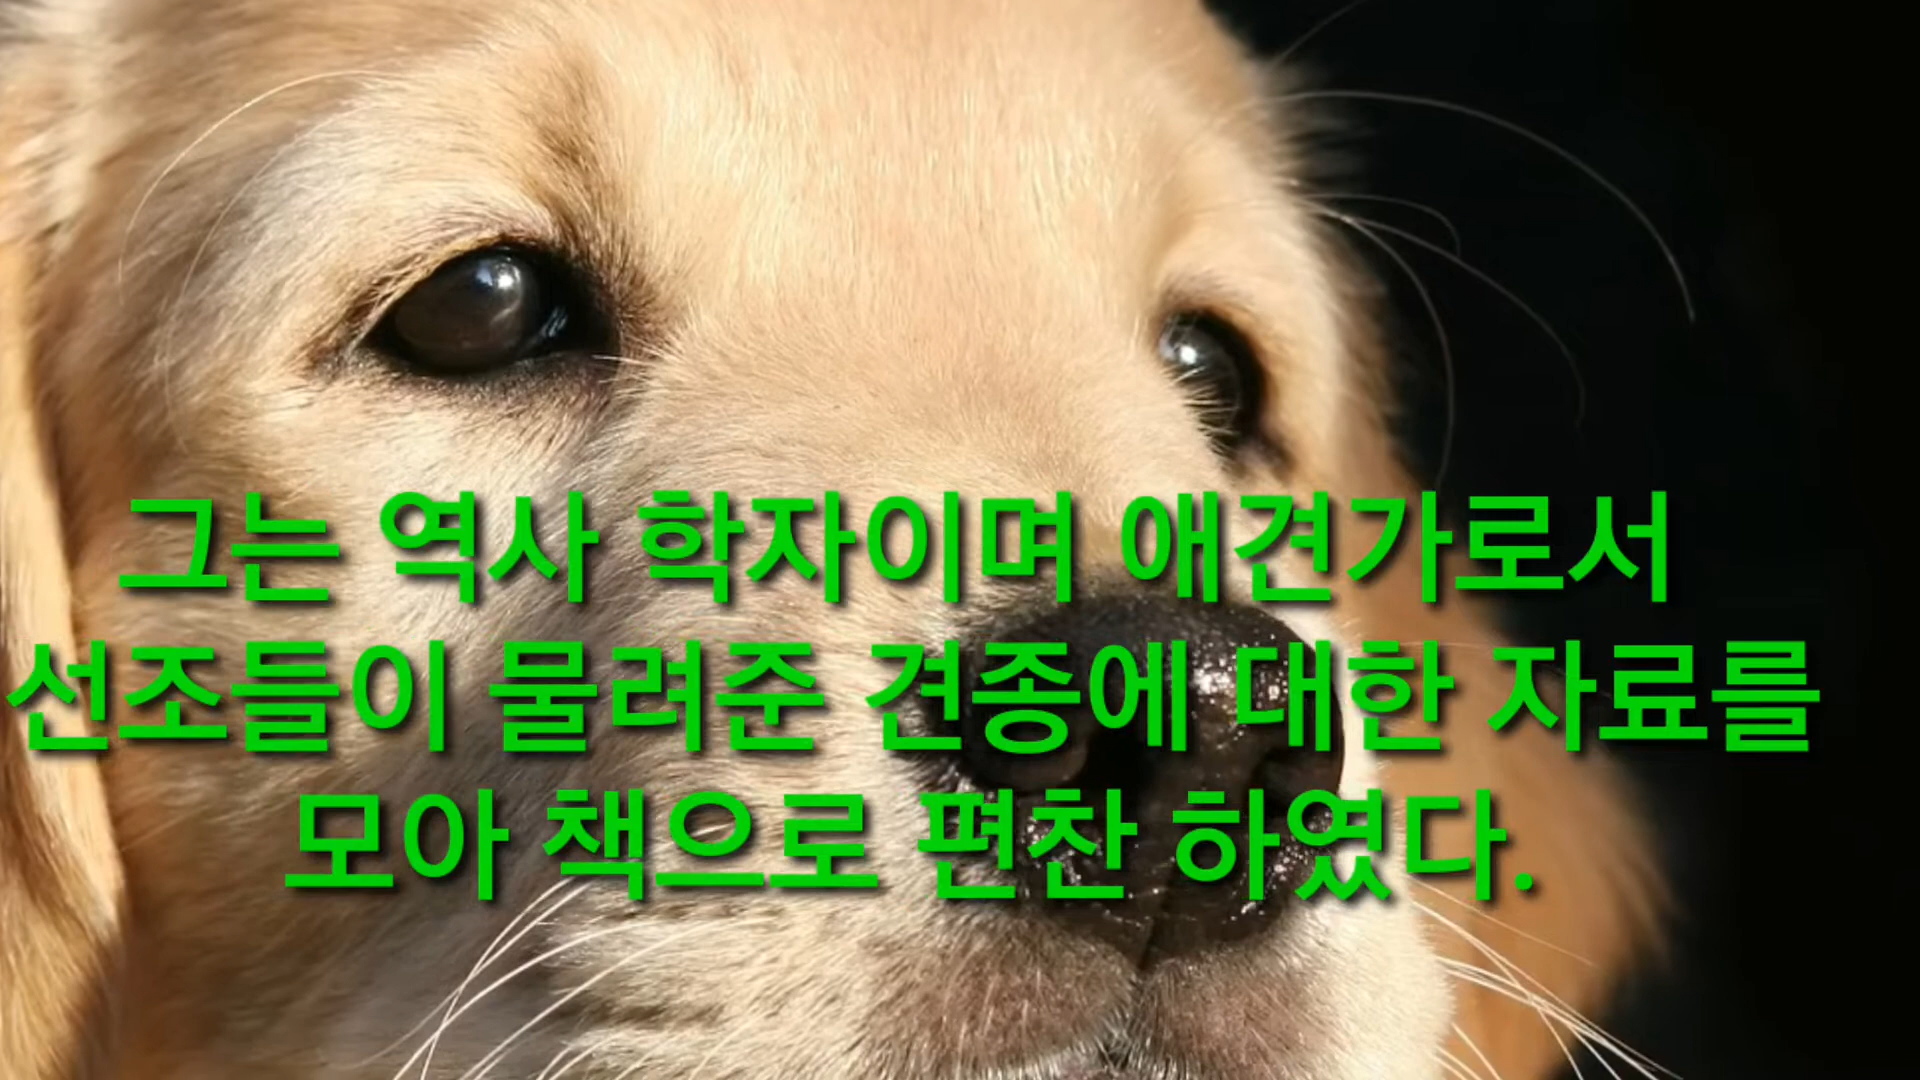 그는 역사 학자이며 애견가로서
선조들이 물려준 견종에 대한 자료를
모아 책으로 편찬 하였다.